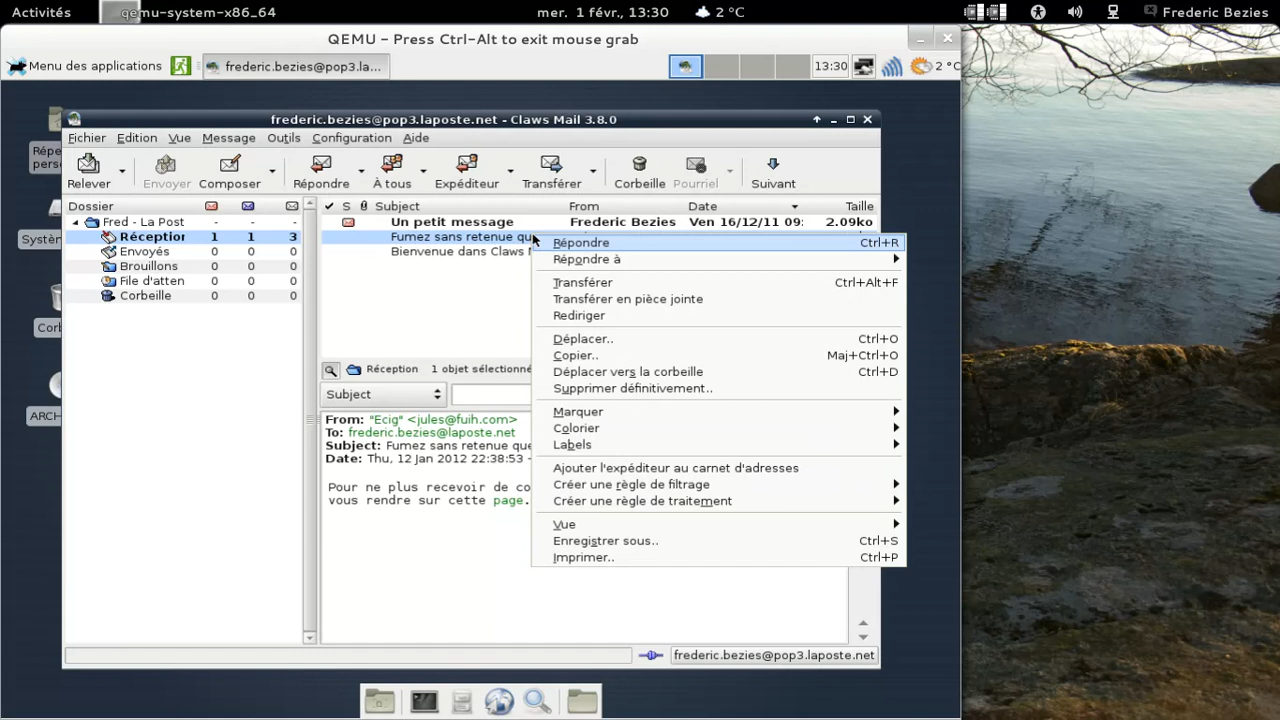 Activités
qemu-system-x86_64
mer. 1 févr., 13:30
2 °C
Frederic Bezies
QEMU – Press Ctrl-Alt to exit mouse grab
Menu des applications
frederic.bezies@pop3.la...
13:30
2 °C
frederic.bezies@pop3.laposte.net - Claws Mail 3.8.0
Fichier Edition Vue Message Outils Configuration Aide
Relever Envoyer Composer Répondre À tous Expéditeur Transférer Corbeille Pourriel Suivant
Dossier
Fred - La Post - - -
Réception 1 1 3
Envoyés 0 0 0
Brouillons 0 0 0
File d'atten 0 0 0
Corbeille 0 0 0
S Subject From Date Taille
Un petit message Frederic Bezies Ven 16/12/11 09: 2.09ko
Fumez sans retenue qu
Bienvenue dans Claws
Répondre Ctrl+R
Répondre à
Transférer Ctrl+Alt+F
Transférer en pièce jointe
Rediriger
Déplacer.. Ctrl+O
Copier.. Maj+Ctrl+O
Déplacer vers la corbeille Ctrl+D
Supprimer définitivement..
Marquer
Colorier
Labels
Ajouter l'expéditeur au carnet d'adresses
Créer une règle de filtrage
Créer une règle de traitement
Vue
Enregistrer sous.. Ctrl+S
Imprimer.. Ctrl+P
Réception 1 objet sélectionné
Subject
From: "Ecig" <jules@fuih.com>
To: frederic.bezies@laposte.net
Subject: Fumez sans retenue que
Date: Thu, 12 Jan 2012 22:38:53 -
Pour ne plus recevoir de co
vous rendre sur cette page.
frederic.bezies@pop3.laposte.net
Répe
perso
Systèm
Corb
ARCH